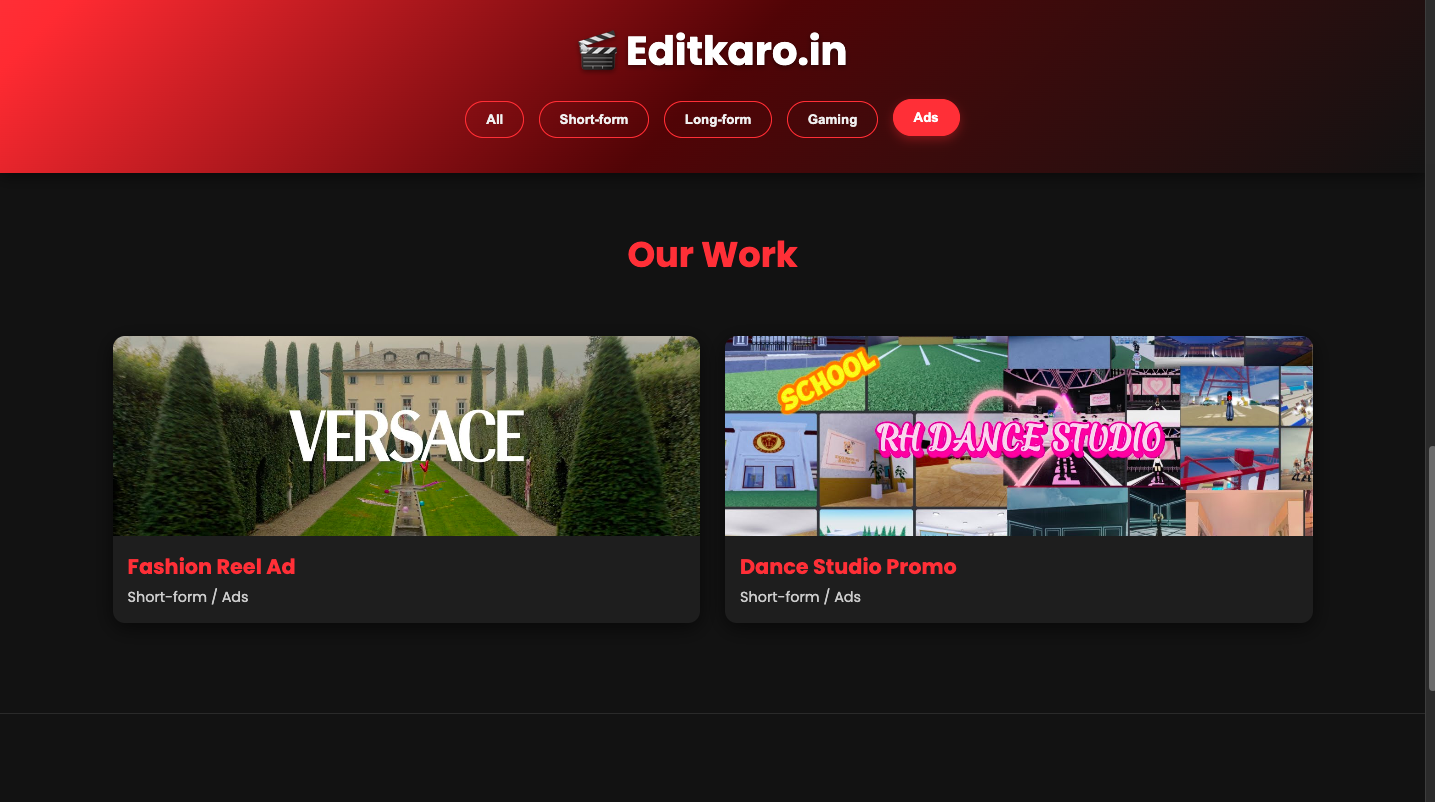 🎬 Editkaro.in
All Short-form Long-form Gaming Ads
Our Work
VERSACE
SCHOOL
RH DANCE STUDIO
Fashion Reel Ad
Short-form / Ads
Dance Studio Promo
Short-form / Ads